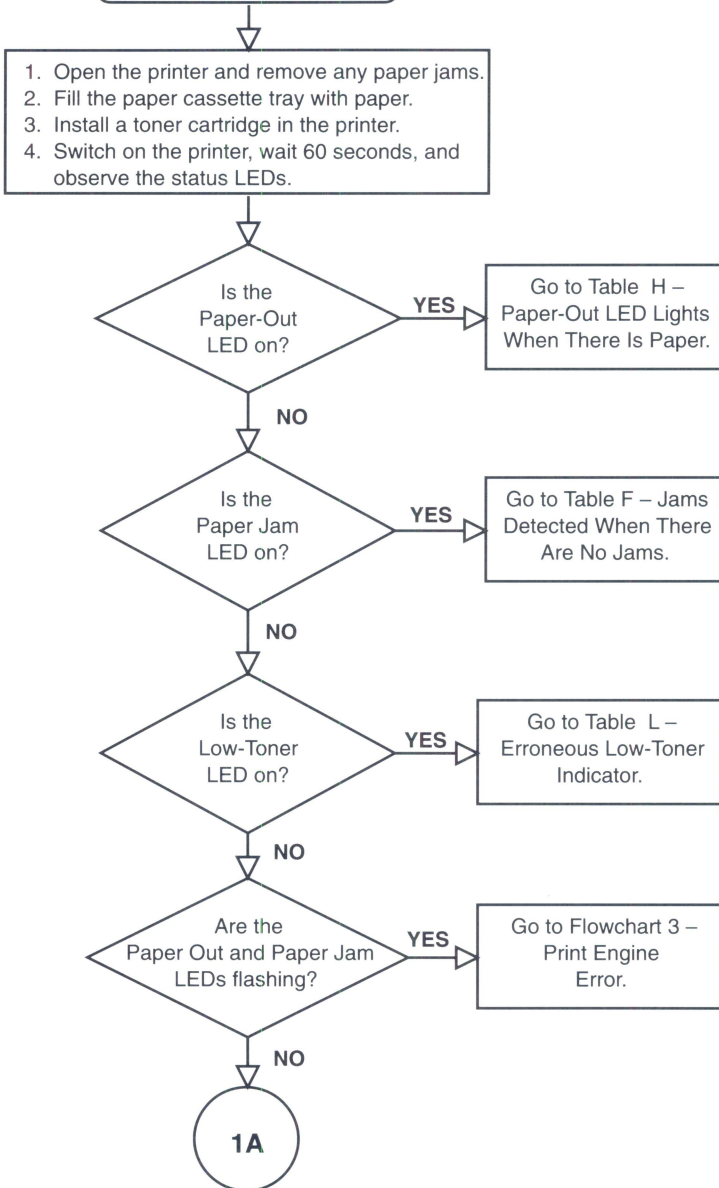 1. Open the printer and remove any paper jams.
2. Fill the paper cassette tray with paper.
3. Install a toner cartridge in the printer.
4. Switch on the printer, wait 60 seconds, and
observe the status LEDs.
Is the
Paper-Out
LED on?
YES
Go to Table H –
Paper-Out LED Lights
When There Is Paper.
NO
Is the
Paper Jam
LED on?
YES
Go to Table F – Jams
Detected When There
Are No Jams.
NO
Is the
Low-Toner
LED on?
YES
Go to Table L –
Erroneous Low-Toner
Indicator.
NO
Are the
Paper Out and Paper Jam
LEDs flashing?
YES
Go to Flowchart 3 –
Print Engine
Error.
NO
1A